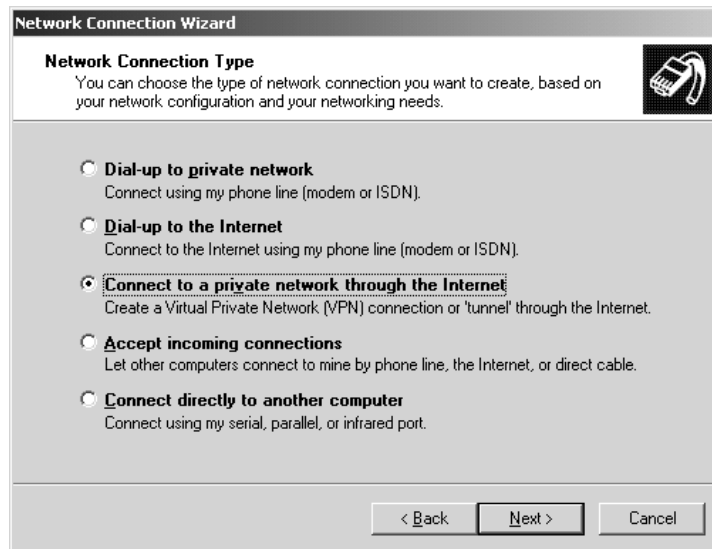 Network Connection Wizard
Network Connection Type
You can choose the type of network connection you want to create, based on
your network configuration and your networking needs.
Dial-up to private network
Connect using my phone line (modem or ISDN).
Dial-up to the Internet
Connect to the Internet using my phone line (modem or ISDN).
Connect to a private network through the Internet
Create a Virtual Private Network (VPN) connection or 'tunnel' through the Internet.
Accept incoming connections
Let other computers connect to mine by phone line, the Internet, or direct cable.
Connect directly to another computer
Connect using my serial, parallel, or infrared port.
< Back Next > Cancel